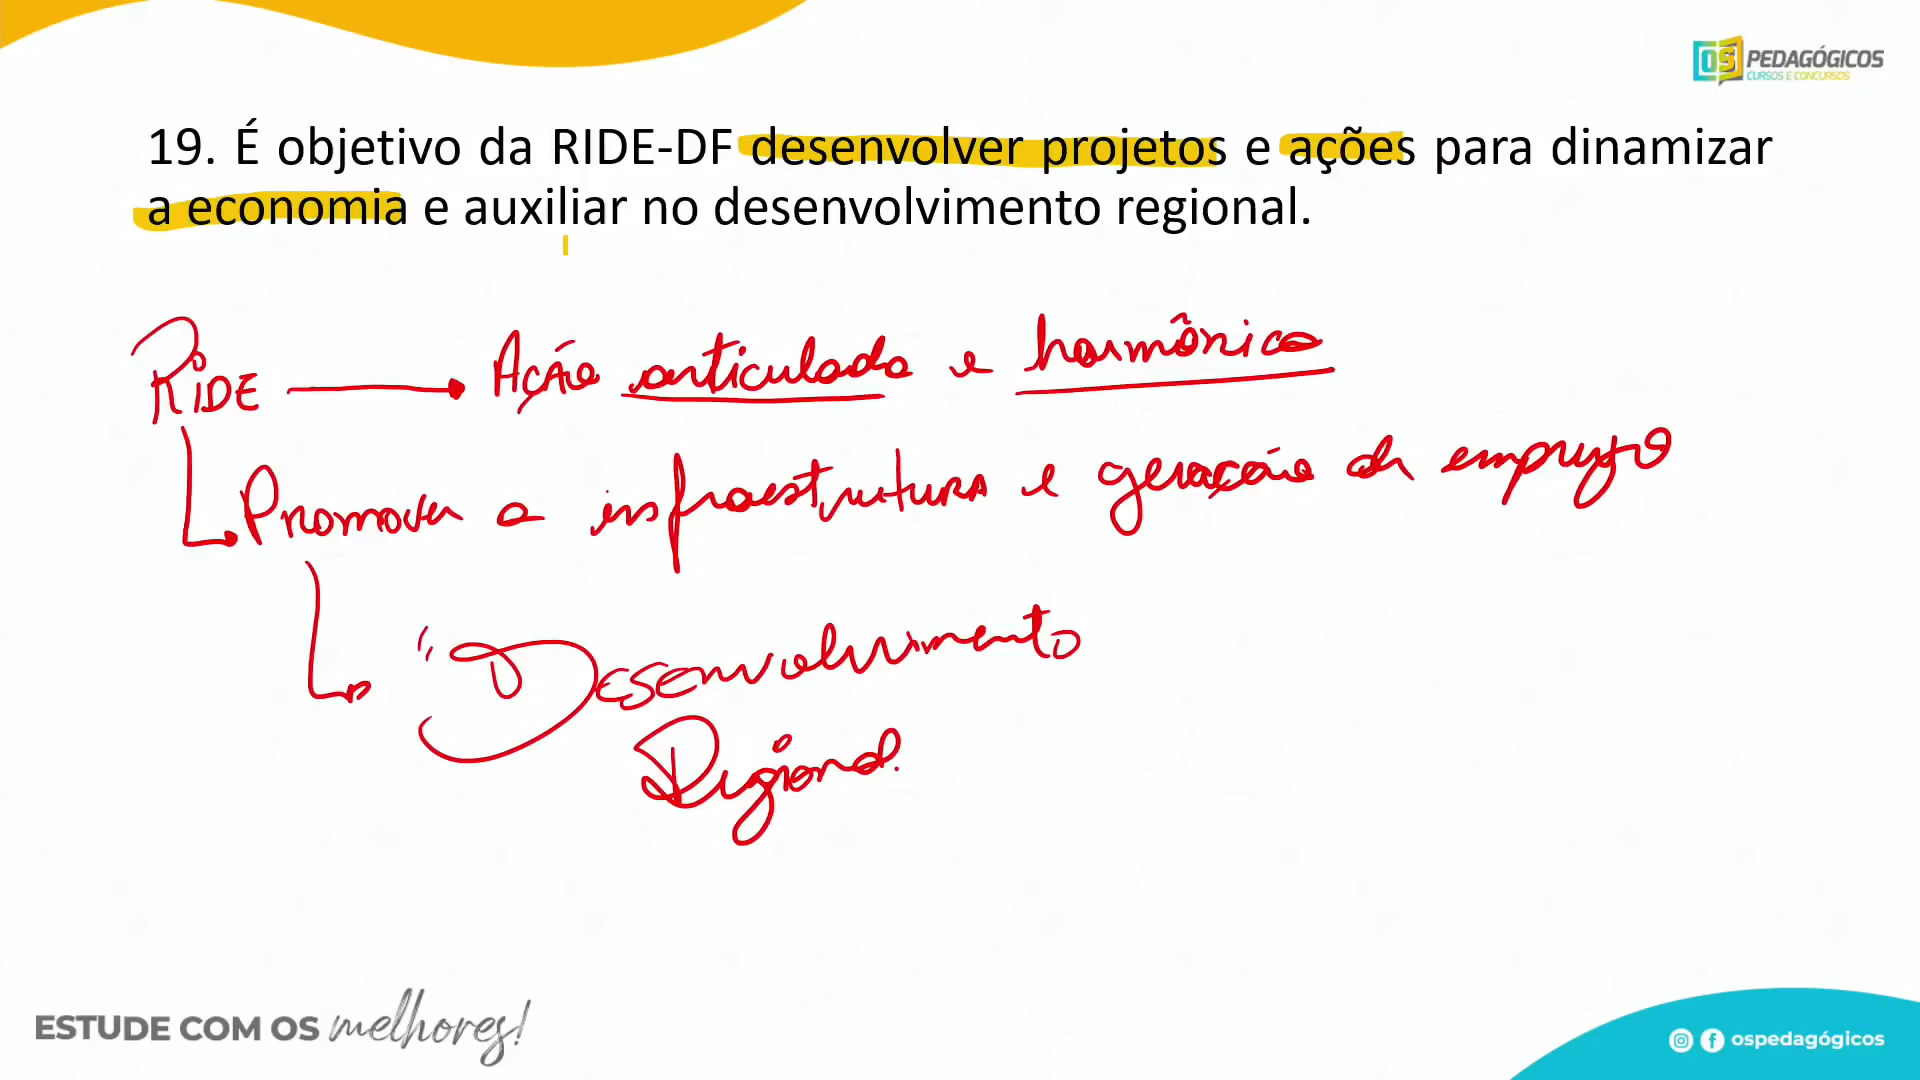 OS PEDAGÓGICOS
CURSOS E CONCURSOS
19. É objetivo da RIDE-DF desenvolver projetos e ações para dinamizar
a economia e auxiliar no desenvolvimento regional.
RIDE → Ação articulada e harmônica
Promover a infraestrutura e geração de emprego
"Desenvolvimento
Regional.
ESTUDE COM OS melhores!
ospedagógicos